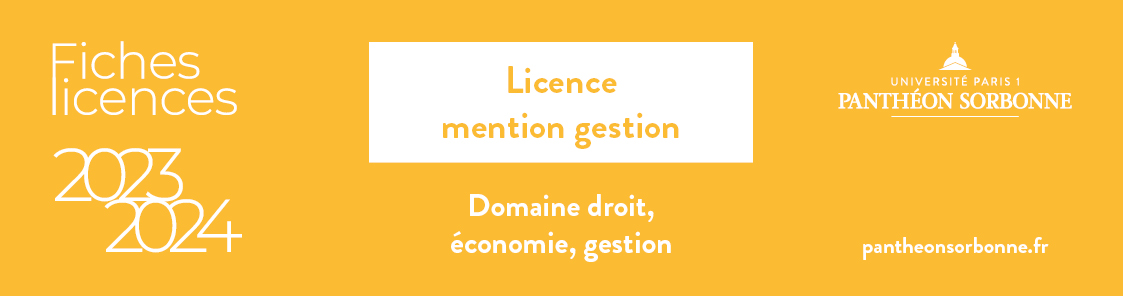 Fiches
licences
2023
2024
Licence
mention gestion
Domaine droit,
économie, gestion
UNIVERSITÉ PARIS 1
PANTHÉON SORBONNE
pantheonsorbonne.fr